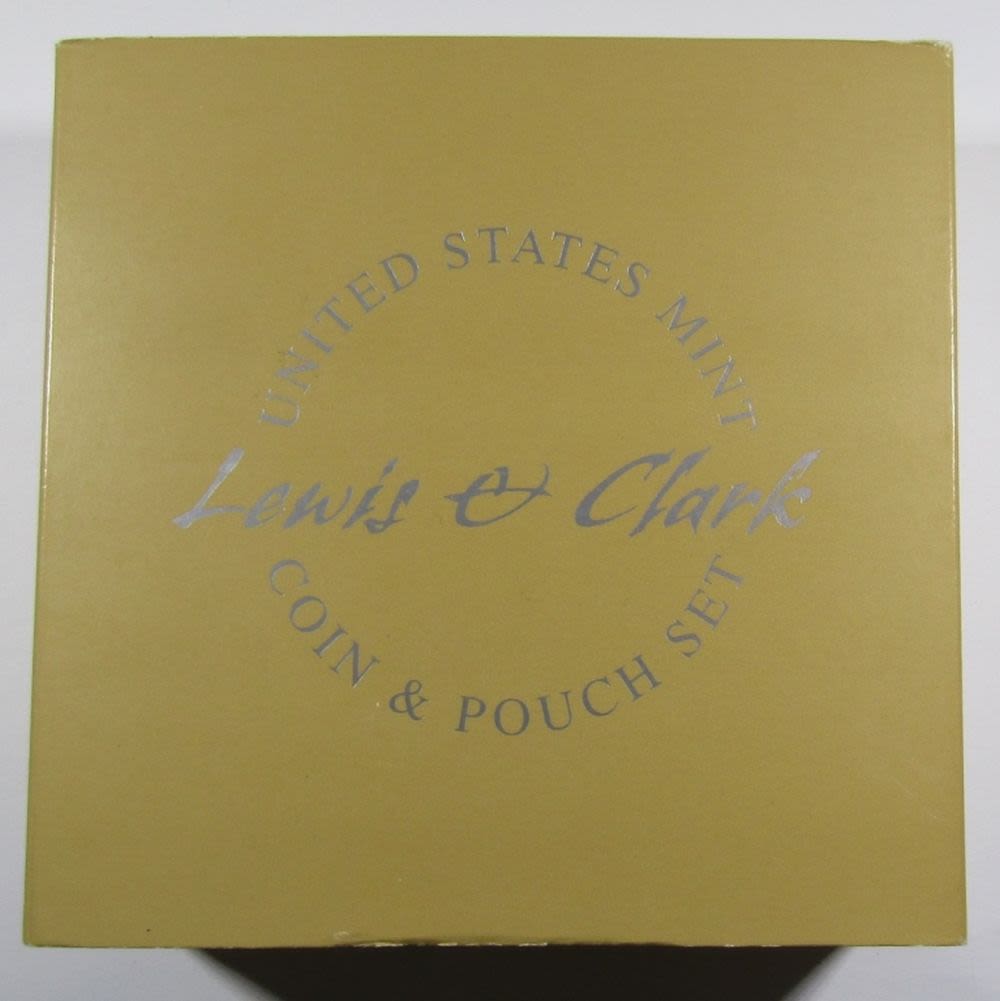 UNITED STATES MINT
Lewis & Clark
COIN & POUCH SET